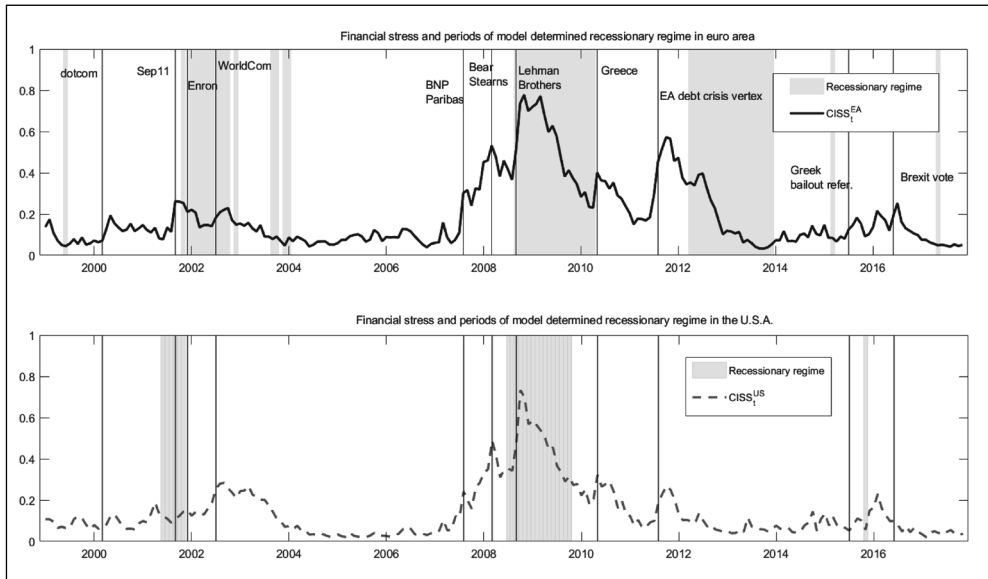 Financial stress and periods of model determined recessionary regime in euro area
1
0.8
0.6
0.4
0.2
0
dotcom
Sep11
Enron
WorldCom
BNP
Paribas
Bear
Stearns
Lehman
Brothers
Greece
EA debt crisis vertex
Greek
bailout refer.
Brexit vote
Recessionary regime
CISS_t^EA
2000 2002 2004 2006 2008 2010 2012 2014 2016
Financial stress and periods of model determined recessionary regime in the U.S.A.
1
0.8
0.6
0.4
0.2
0
Recessionary regime
CISS_t^US
2000 2002 2004 2006 2008 2010 2012 2014 2016